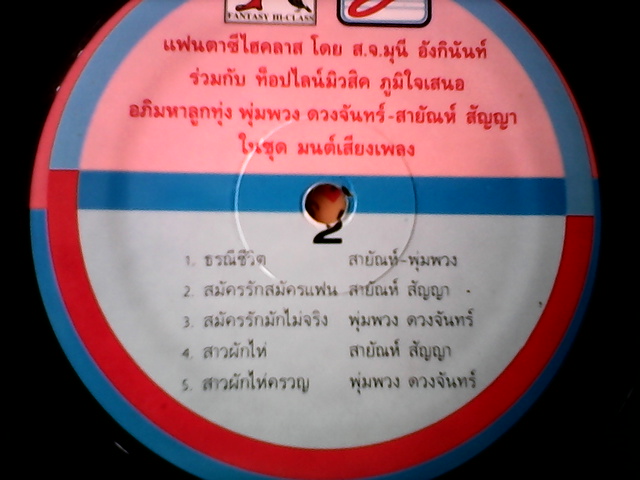 FANTASY HI-CLASS
แฟนตาซีไฮคลาส โดย ส.จ.มุนี อังกินันท์
ร่วมกับ ท็อปไลน์มิวสิค ภูมิใจเสนอ
อภิมหาลูกทุ่ง พุ่มพวง ดวงจันทร์-สายัณห์ สัญญา
ในชุด มนต์เสียงเพลง
2
1. ธรณีชีวิต สายัณห์-พุ่มพวง
2. สมัครรักสมัครแฟน สายัณห์ สัญญา
3. สมัครรักมักไม่จริง พุ่มพวง ดวงจันทร์
4. สาวผักไห่ สายัณห์ สัญญา
5. สาวผักไห่ครวญ พุ่มพวง ดวงจันทร์